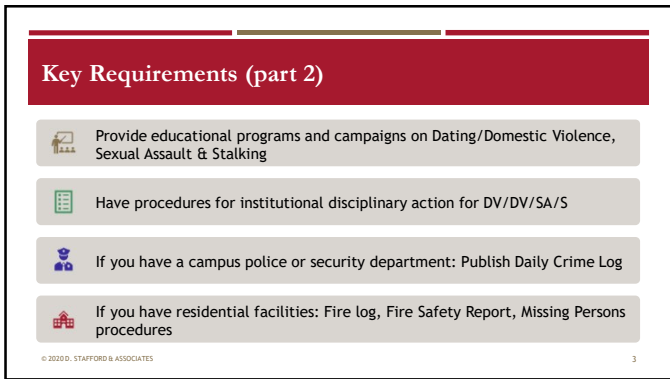 Key Requirements (part 2)
Provide educational programs and campaigns on Dating/Domestic Violence,
Sexual Assault & Stalking
Have procedures for institutional disciplinary action for DV/DV/SA/S
If you have a campus police or security department: Publish Daily Crime Log
If you have residential facilities: Fire log, Fire Safety Report, Missing Persons
procedures
© 2020 D. STAFFORD & ASSOCIATES
3